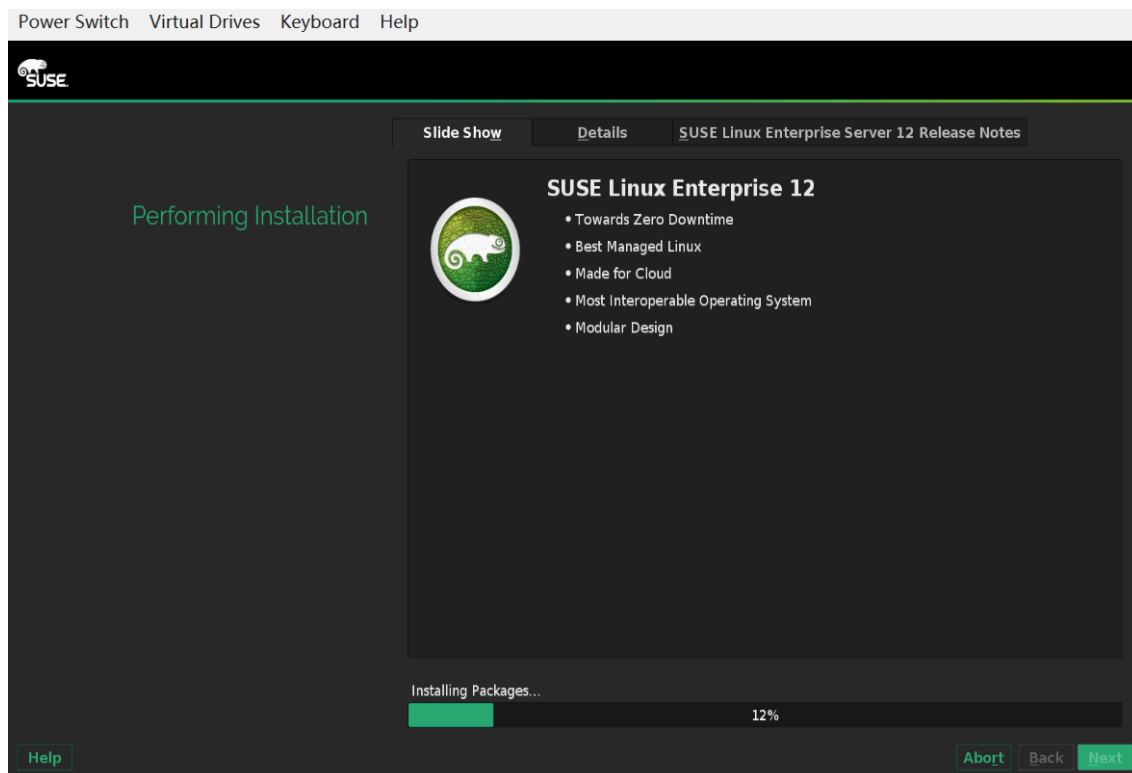 Power Switch Virtual Drives Keyboard Help
SUSE.
Slide Show Details SUSE Linux Enterprise Server 12 Release Notes
Performing Installation
SUSE Linux Enterprise 12
• Towards Zero Downtime
• Best Managed Linux
• Made for Cloud
• Most Interoperable Operating System
• Modular Design
Installing Packages...
12%
Help Abort Back Next